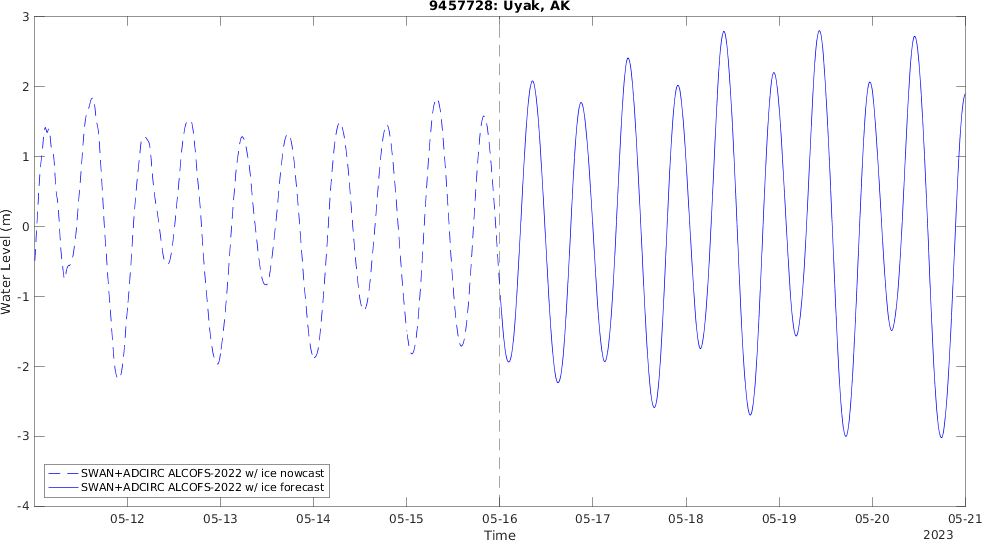 9457728: Uyak, AK
3
2
1
0
-1
-2
-3
-4
Water Level (m)
SWAN+ADCIRC ALCOFS-2022 w/ ice nowcast
SWAN+ADCIRC ALCOFS-2022 w/ ice forecast
05-12 05-13 05-14 05-15 05-16 05-17 05-18 05-19 05-20 05-21
Time
2023